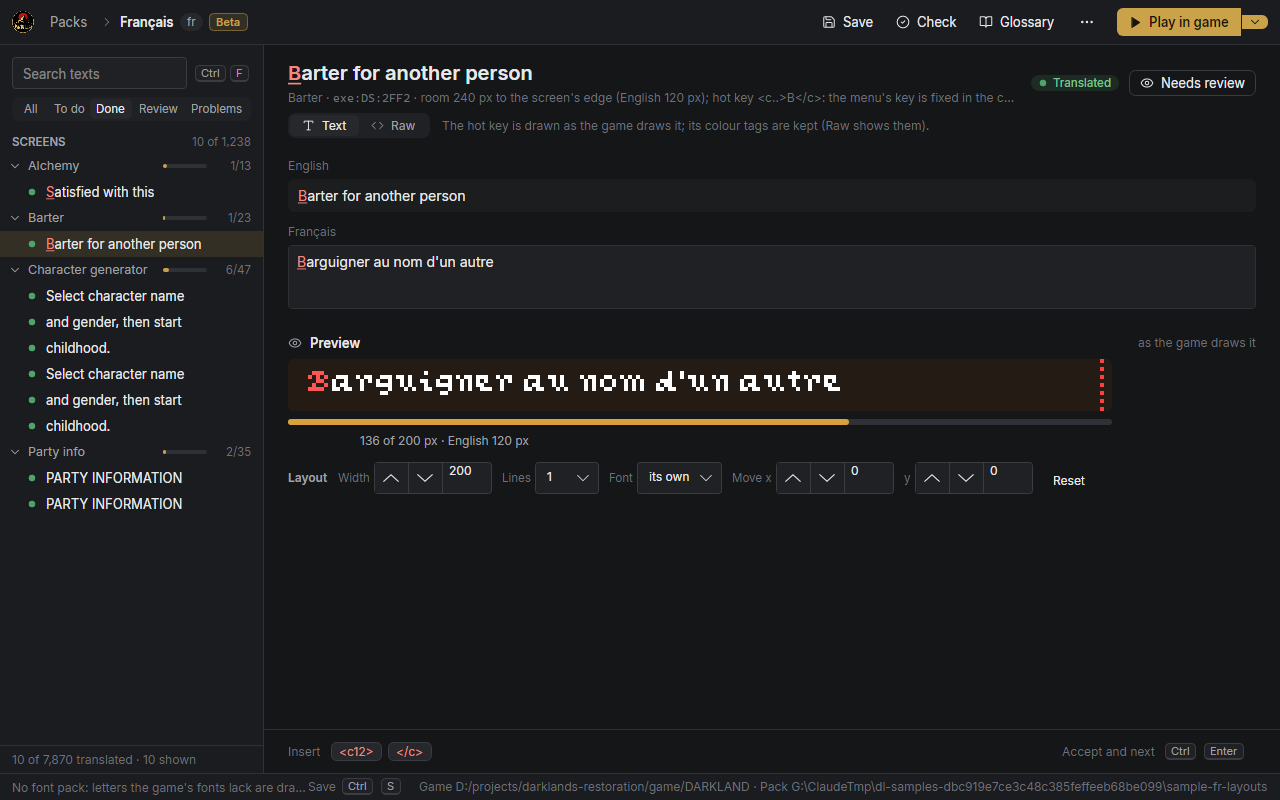 Packs > Français fr Beta
Save Check Glossary ... Play in game
Search texts Ctrl F
All To do Done Review Problems
SCREENS 10 of 1,238
Alchemy 1/13
Satisfied with this
Barter 1/23
Barter for another person
Character generator 6/47
Select character name
and gender, then start
childhood.
Select character name
and gender, then start
childhood.
Party info 2/35
PARTY INFORMATION
PARTY INFORMATION
10 of 7,870 translated · 10 shown
Barter for another person
Barter · exe:DS:2FF2 · room 240 px to the screen's edge (English 120 px); hot key <c..>B</c>: the menu's key is fixed in the c...
Translated Needs review
Text Raw The hot key is drawn as the game draws it; its colour tags are kept (Raw shows them).
English
Barter for another person
Français
Barguigner au nom d'un autre
Preview as the game draws it
Barguigner au nom d'un autre
136 of 200 px · English 120 px
Layout Width 200 Lines 1 Font its own Move x 0 y 0 Reset
Insert <c12> </c> Accept and next Ctrl Enter
No font pack: letters the game's fonts lack are dra... Save Ctrl S Game D:/projects/darklands-restoration/game/DARKLAND · Pack G:\ClaudeTmp\dl-samples-dbc919e7ce3c48c385feffeeb68be099\sample-fr-layouts